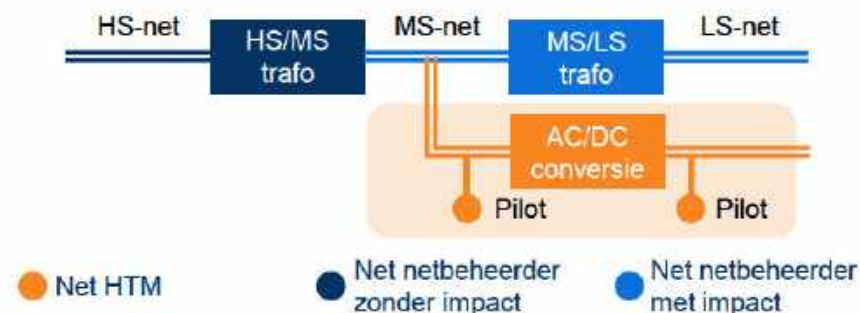 HS-net
HS/MS
trafo
MS-net
MS/LS
trafo
LS-net
AC/DC
conversie
Pilot
Pilot
Net HTM
Net netbeheerder
zonder impact
Net netbeheerder
met impact